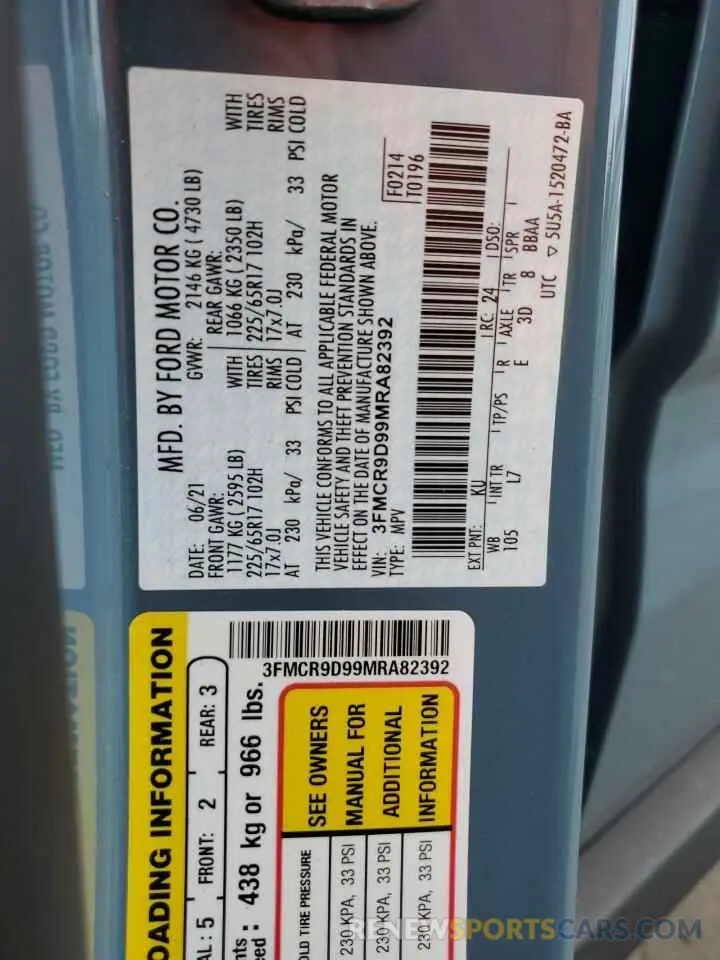 MFD. BY FORD MOTOR CO.
DATE: 06/21 GVWR: 2146 KG ( 4730 LB)
FRONT GAWR: REAR GAWR:
1177 KG ( 2595 LB) WITH 1066 KG ( 2350 LB) WITH
225/65R17 102H TIRES 225/65R17 102H TIRES
17x7.0J RIMS 17x7.0J RIMS
AT 230 kPa/ 33 PSI COLD AT 230 kPa/ 33 PSI COLD
THIS VEHICLE CONFORMS TO ALL APPLICABLE FEDERAL MOTOR
VEHICLE SAFETY AND THEFT PREVENTION STANDARDS IN
EFFECT ON THE DATE OF MANUFACTURE SHOWN ABOVE.
VIN: 3FMCR9D99MRA82392
TYPE: MPV
F0214
T0196
EXT PNT: KU RC: 24 DSO:
WB INT TR TP/PS R AXLE TR SPR
105 L7 E 3D 8 BBAA
UTC ▽ 5U5A-1520472-BA
OADING INFORMATION
AL : 5 FRONT: 2 REAR: 3
nts
eed : 438 kg or 966 lbs.
3FMCR9D99MRA82392
OLD TIRE PRESSURE
230 KPA, 33 PSI
230 KPA, 33 PSI
230 KPA, 33 PSI
SEE OWNERS
MANUAL FOR
ADDITIONAL
INFORMATION
RENEWSPORTSCARS.COM